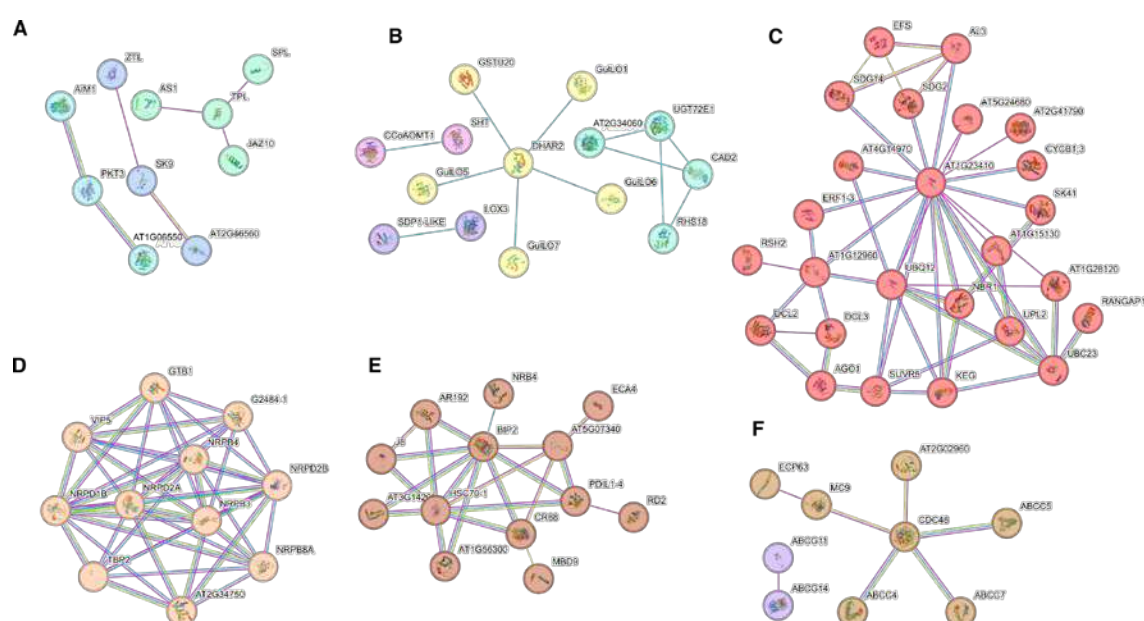 A
ZTL
SPL
AIM1
AS1
TPL
JAZ10
PKT3
SK9
AT1G06550
AT2G46560
B
GSTU20
GulLO1
UGT72E1
AT2G34060
SHT
CCoAOMT1
DHAR2
CAD2
GulLO5
GulLO6
SDP1-LIKE
LOX3
RHS18
GulLO7
C
EFS
AL3
SDG14
SDG2
AT5G24680
AT2G41790
AT4G14970
AT1G23410
CYCB1;3
ERF1-3
SK41
AT1G15130
RSH2
AT1G12960
UBQ12
NBR1
AT1G28120
RANGAP1
DCL2
DCL3
UPL2
UBC23
AGO1
SUVR5
KEG
D
GTB1
G2484-1
VIP5
NRPB4
NRPD2B
NRPD1B
NRPD2A
NRPB3
TBP2
NRPB8A
AT2G34750
E
NRB4
ECA4
AR192
BIP2
AT5G07340
J3
PDIL1-4
HSC70-1
RD2
CR88
AT1G56300
MBD9
F
AT2G02960
ECP63
MC9
ABCC5
CDC48
ABCG11
ABCG14
ABCC4
ABCC7